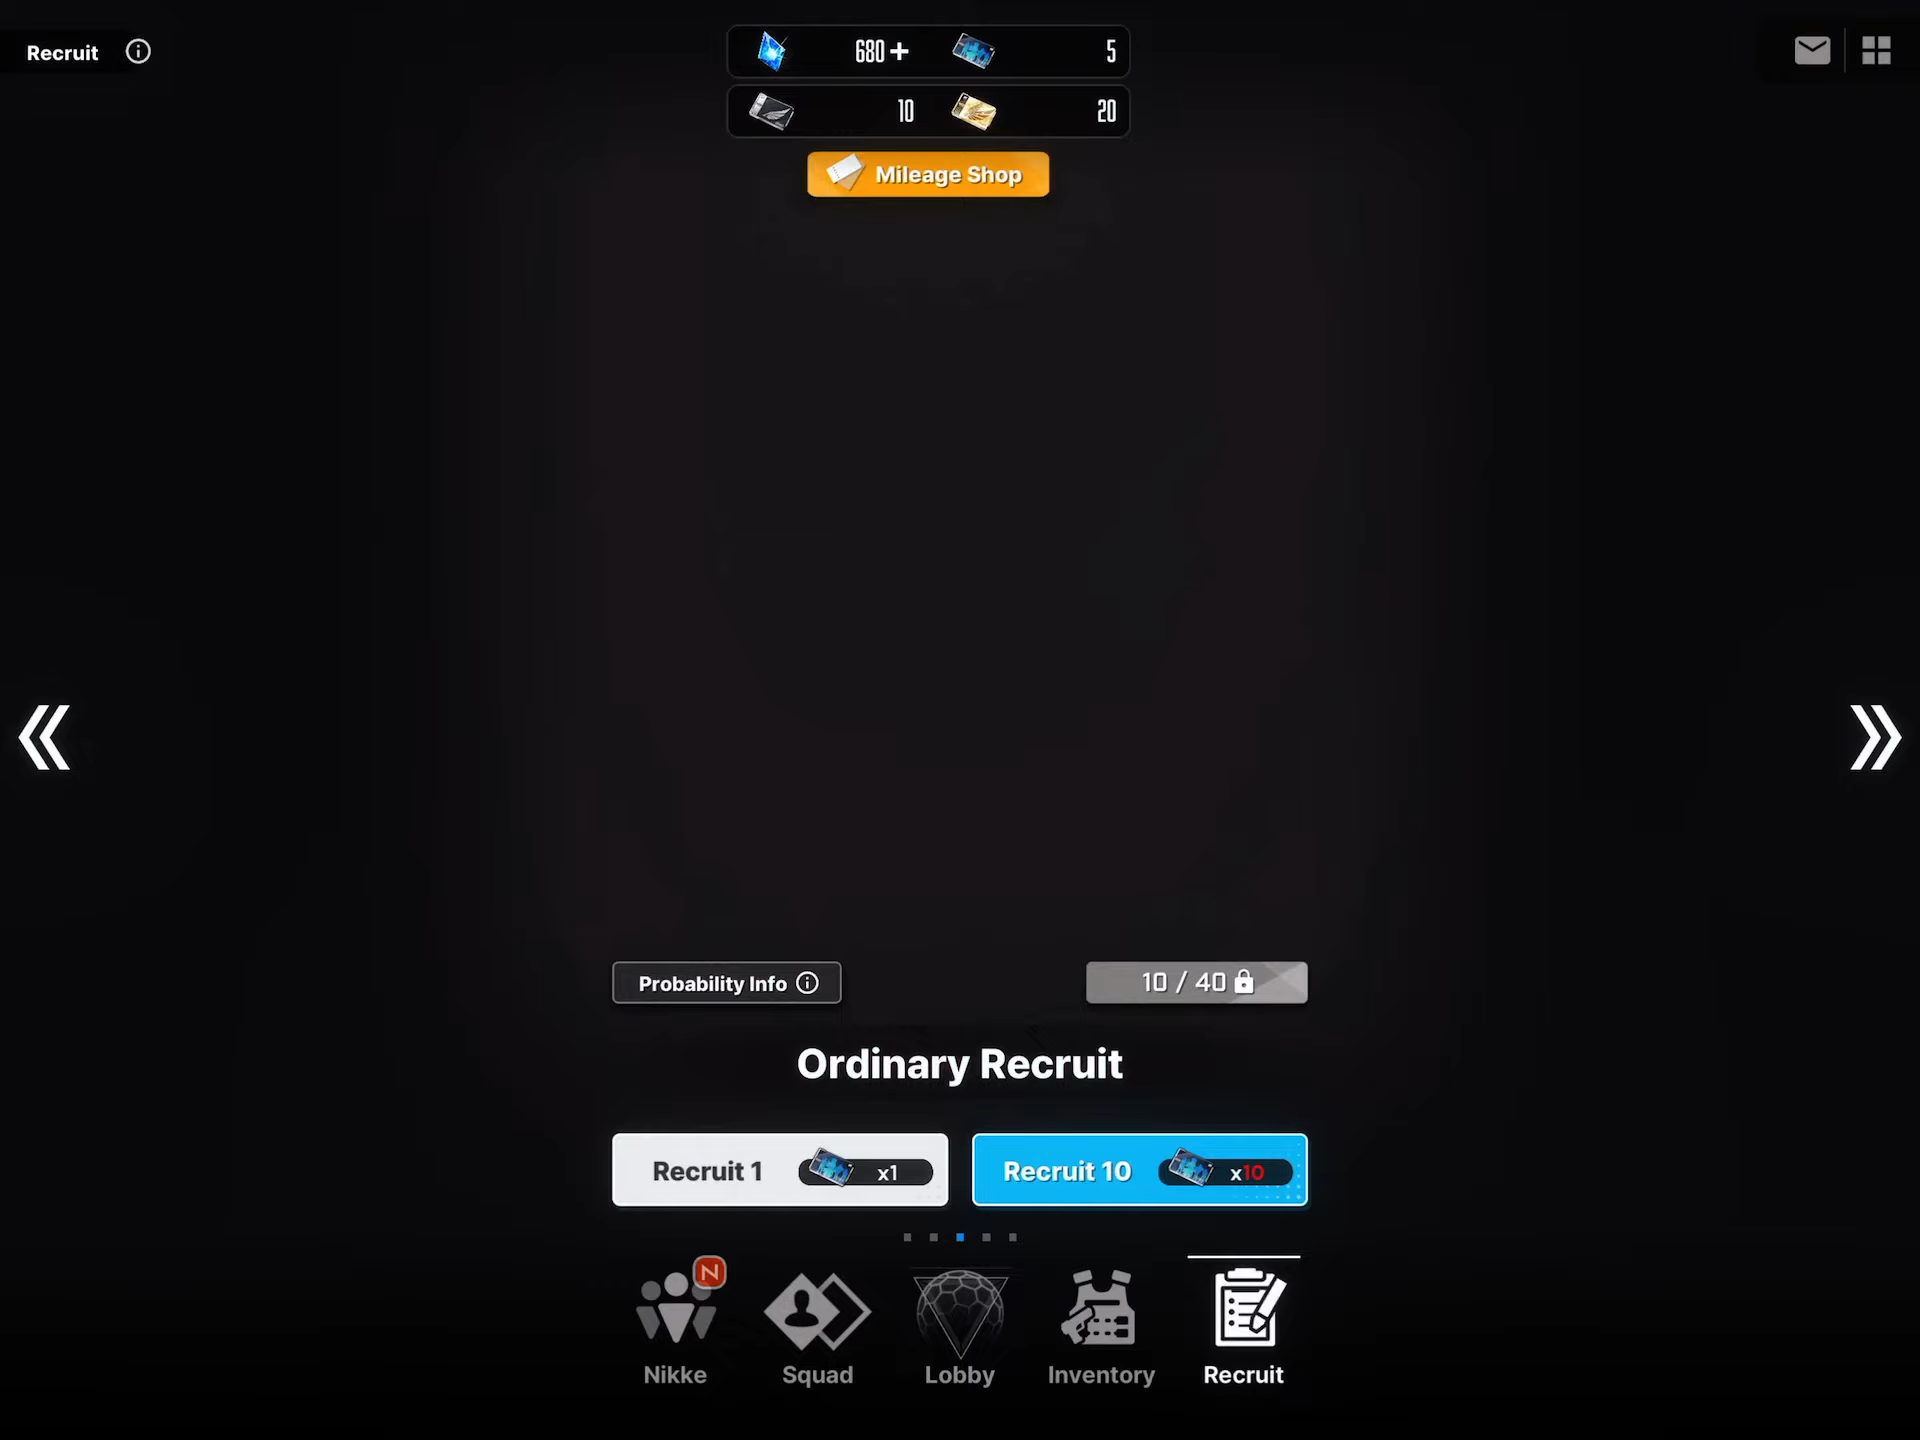 Recruit
680+ 5
10 20
Mileage Shop
Probability Info
10 / 40
Ordinary Recruit
Recruit 1 x1
Recruit 10 x10
N
Nikke
Squad
Lobby
Inventory
Recruit